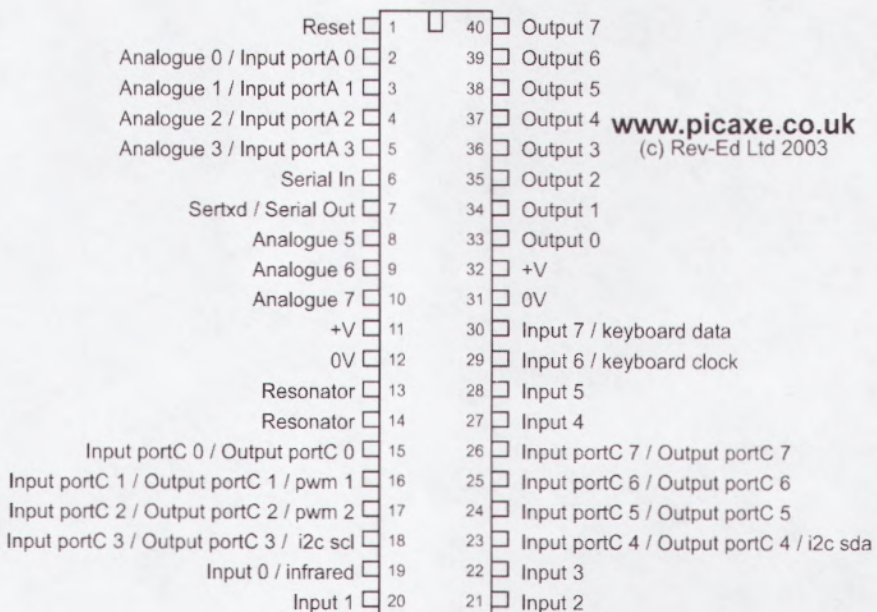 Reset 1 40 Output 7
Analogue 0 / Input portA 0 2 39 Output 6
Analogue 1 / Input portA 1 3 38 Output 5
Analogue 2 / Input portA 2 4 37 Output 4
www.picaxe.co.uk
Analogue 3 / Input portA 3 5 36 Output 3
(c) Rev-Ed Ltd 2003
Serial In 6 35 Output 2
Sertxd / Serial Out 7 34 Output 1
Analogue 5 8 33 Output 0
Analogue 6 9 32 +V
Analogue 7 10 31 0V
+V 11 30 Input 7 / keyboard data
0V 12 29 Input 6 / keyboard clock
Resonator 13 28 Input 5
Resonator 14 27 Input 4
Input portC 0 / Output portC 0 15 26 Input portC 7 / Output portC 7
Input portC 1 / Output portC 1 / pwm 1 16 25 Input portC 6 / Output portC 6
Input portC 2 / Output portC 2 / pwm 2 17 24 Input portC 5 / Output portC 5
Input portC 3 / Output portC 3 / i2c scl 18 23 Input portC 4 / Output portC 4 / i2c sda
Input 0 / infrared 19 22 Input 3
Input 1 20 21 Input 2